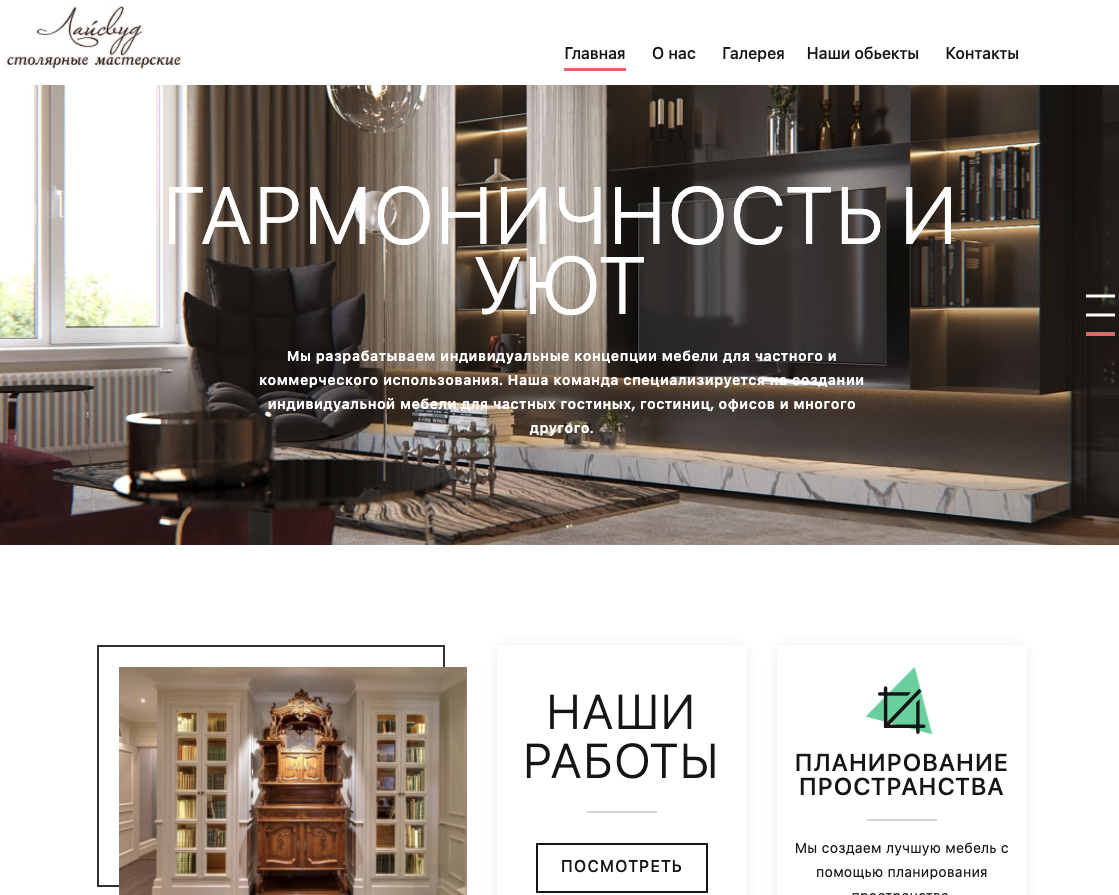 Лайсвуд
столярные мастерские
Главная О нас Галерея Наши обьекты Контакты
ГАРМОНИЧНОСТЬ И
УЮТ
Мы разрабатываем индивидуальные концепции мебели для частного и
коммерческого использования. Наша команда специализируется на создании
индивидуальной мебели для частных гостиных, гостиниц, офисов и многого
другого.
НАШИ
РАБОТЫ
ПОСМОТРЕТЬ
ПЛАНИРОВАНИЕ
ПРОСТРАНСТВА
Мы создаем лучшую мебель с
помощью планирования
пространства